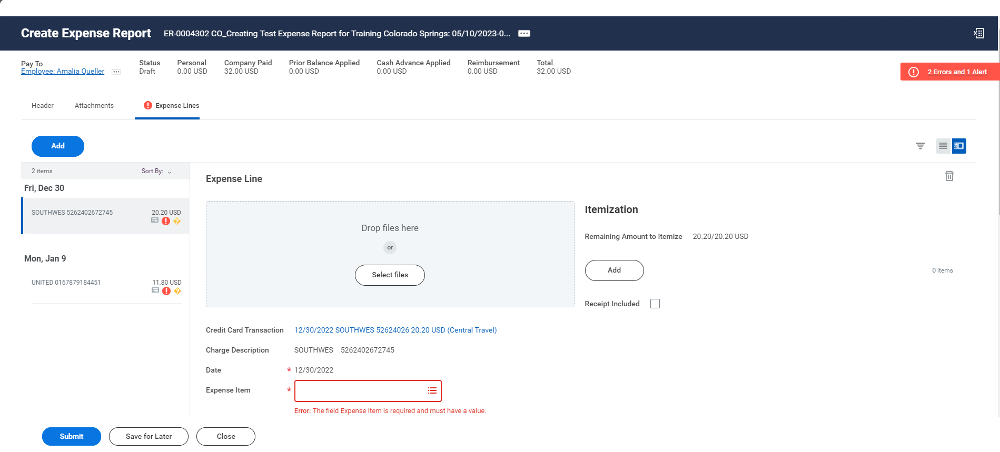 Create Expense Report ER-0004302 CO_Creating Test Expense Report for Training Colorado Springs: 05/10/2023-0...
Pay To
Employee: Amalia Queller
Status
Draft
Personal
0.00 USD
Company Paid
32.00 USD
Prior Balance Applied
0.00 USD
Cash Advance Applied
0.00 USD
Reimbursement
0.00 USD
Total
32.00 USD
2 Errors and 1 Alert
Header
Attachments
Expense Lines
Add
2 items
Sort By:
Fri, Dec 30
SOUTHWES 5262402672745
20.20 USD
Mon, Jan 9
UNITED 0167879184451
11.80 USD
Expense Line
Drop files here
or
Select files
Itemization
Remaining Amount to Itemize 20.20/20.20 USD
Add
0 items
Receipt Included
Credit Card Transaction 12/30/2022 SOUTHWES 52624026 20.20 USD (Central Travel)
Charge Description SOUTHWES 5262402672745
Date * 12/30/2022
Expense Item *
Error: The field Expense Item is required and must have a value.
Submit
Save for Later
Close